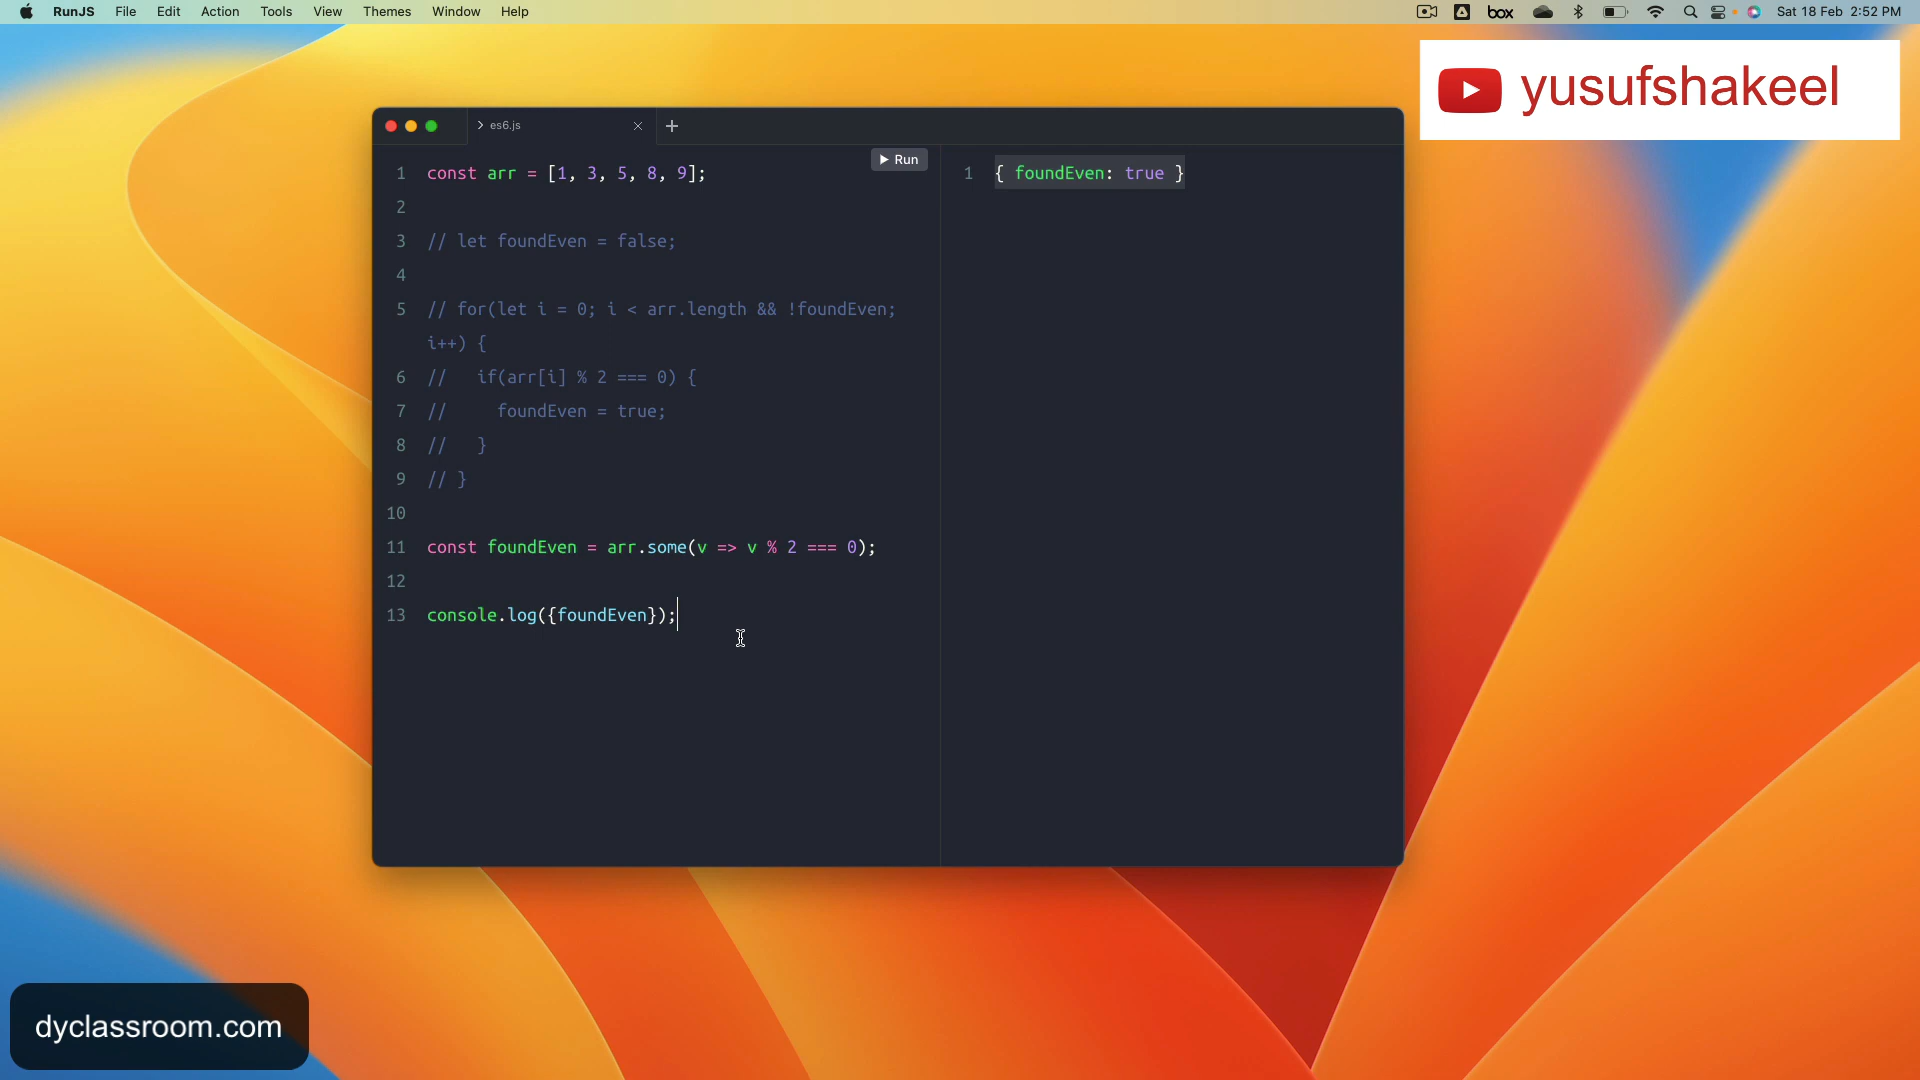 RunJS File Edit Action Tools View Themes Window Help
box Sat 18 Feb 2:52 PM
yusufshakeel
es6.js
Run
1 const arr = [1, 3, 5, 8, 9];
2
3 // let foundEven = false;
4
5 // for(let i = 0; i < arr.length && !foundEven;
i++) {
6 //   if(arr[i] % 2 === 0) {
7 //     foundEven = true;
8 //   }
9 // }
10
11 const foundEven = arr.some(v => v % 2 === 0);
12
13 console.log({foundEven});
1 { foundEven: true }
dyclassroom.com